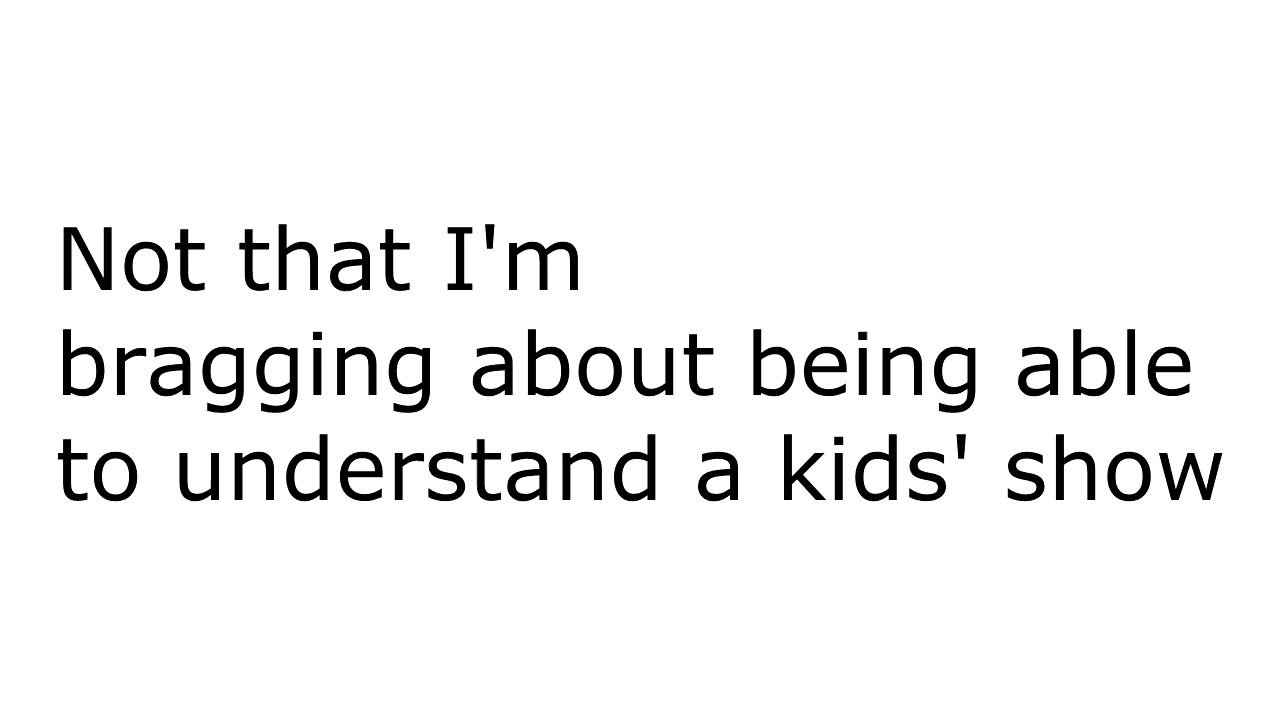 Not that I'm
bragging about being able
to understand a kids' show